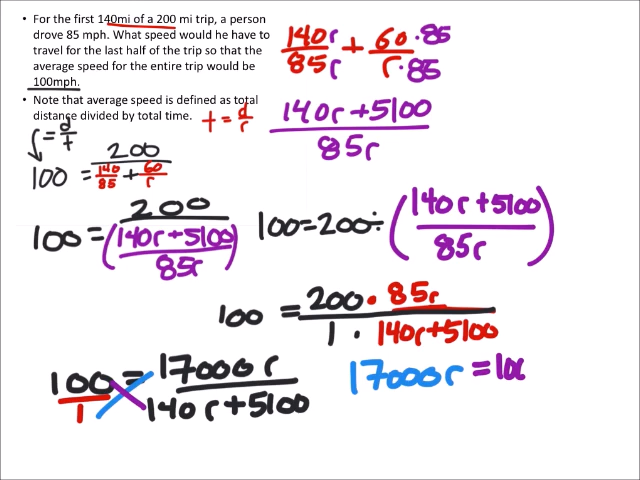 • For the first 140mi of a 200 mi trip, a person
drove 85 mph. What speed would he have to
travel for the last half of the trip so that the
average speed for the entire trip would be
100mph.
• Note that average speed is defined as total
distance divided by total time.
t = d/r
140r/85r + 60·85/r·85
140r+5100
85r
r = d/t
100 = 200
140/85 + 60/r
100 = 200
(140r+5100)
85r
100=200÷(140r+5100)
85r
100 = 200 · 85r
1 · 140r+5100
100 = 17000r
1 140r+5100
17000r = 100